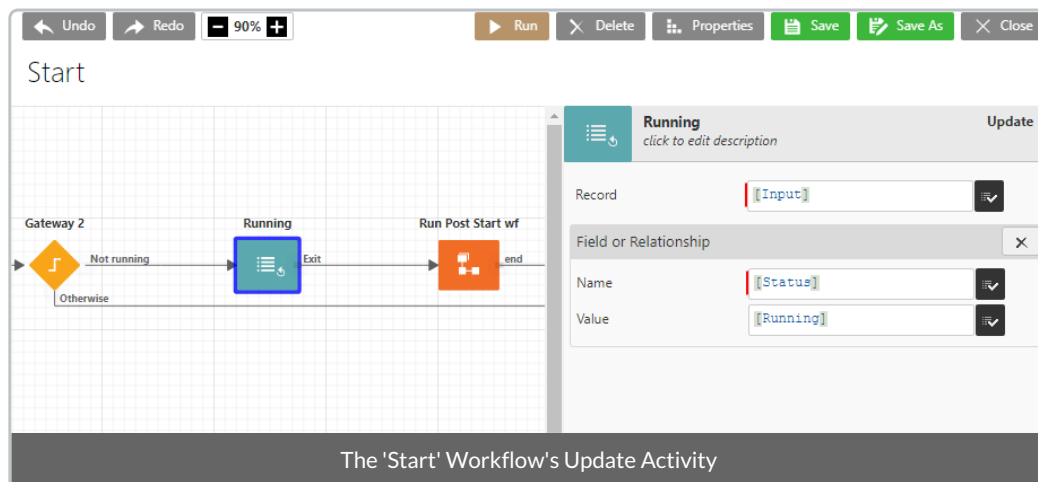 Undo Redo 90% Run Delete Properties Save Save As Close
Start
Running Update
click to edit description
Record [Input]
Gateway 2 Running Run Post Start wf
Field or Relationship
Not running Exit end
Name [Status]
Otherwise
Value [Running]
The 'Start' Workflow's Update Activity